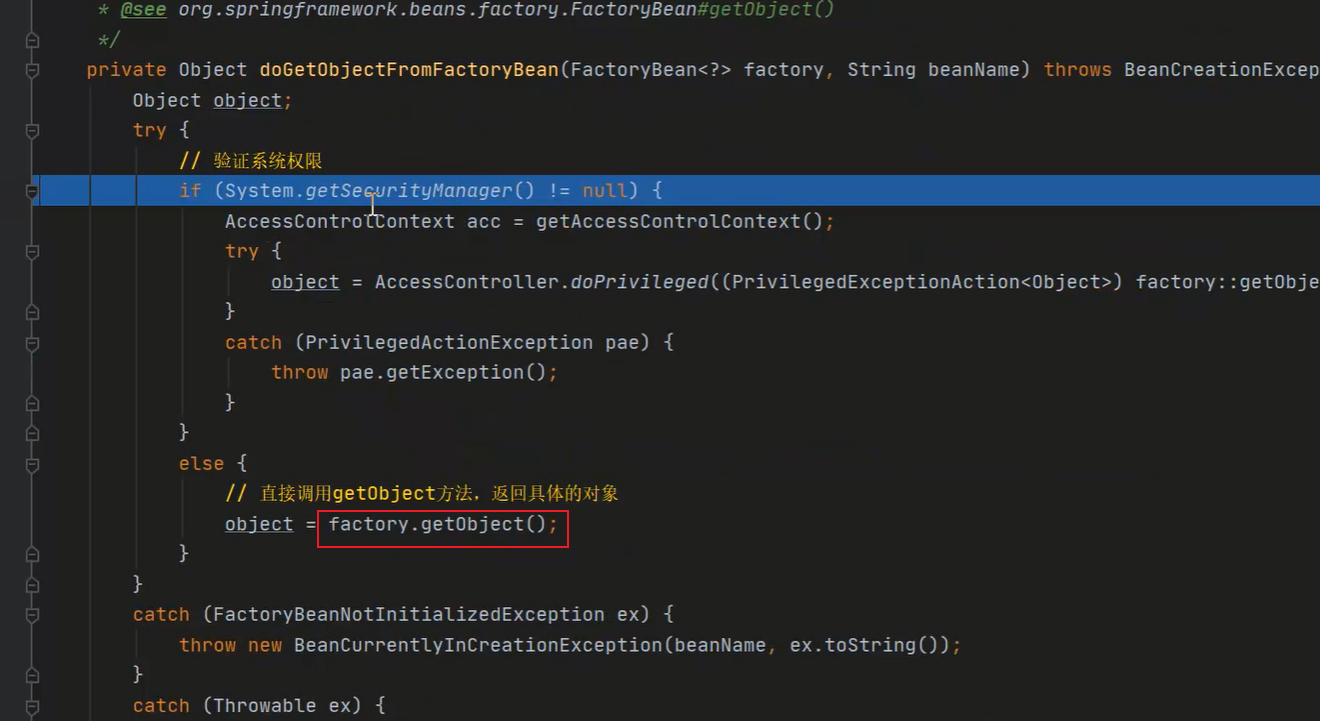 * @see org.springframework.beans.factory.FactoryBean#getObject()
*/
private Object doGetObjectFromFactoryBean(FactoryBean<?> factory, String beanName) throws BeanCreationExcep
Object object;
try {
// 验证系统权限
if (System.getSecurityManager() != null) {
AccessControlContext acc = getAccessControlContext();
try {
object = AccessController.doPrivileged((PrivilegedExceptionAction<Object>) factory::getObje
}
catch (PrivilegedActionException pae) {
throw pae.getException();
}
}
else {
// 直接调用getObject方法，返回具体的对象
object = factory.getObject();
}
}
catch (FactoryBeanNotInitializedException ex) {
throw new BeanCurrentlyInCreationException(beanName, ex.toString());
}
catch (Throwable ex) {